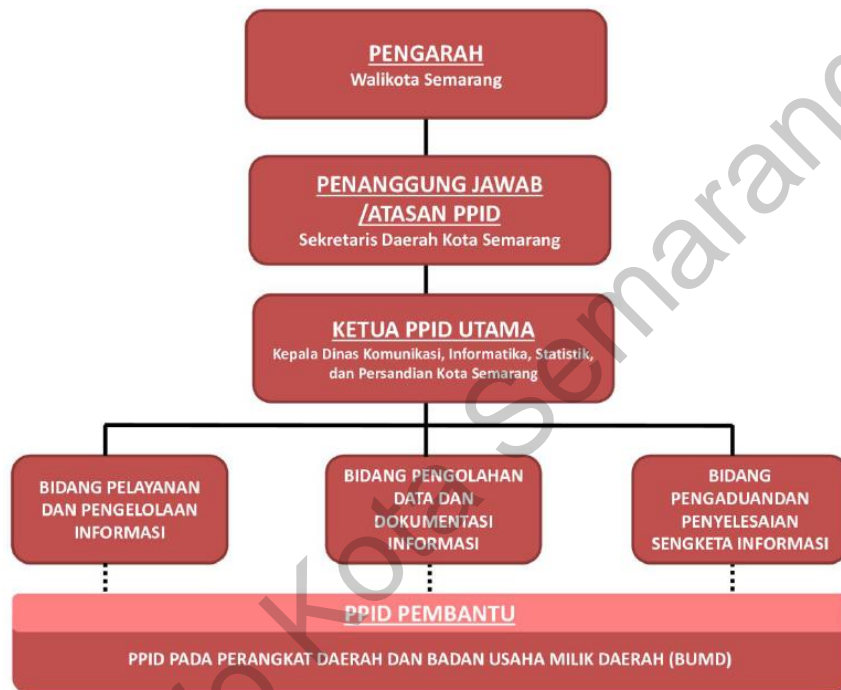 PENGARAH
Walikota Semarang
PENANGGUNG JAWAB
/ATASAN PPID
Sekretaris Daerah Kota Semarang
KETUA PPID UTAMA
Kepala Dinas Komunikasi, Informatika, Statistik,
dan Persandian Kota Semarang
BIDANG PELAYANAN
DAN PENGELOLAAN
INFORMASI
BIDANG PENGOLAHAN
DATA DAN
DOKUMENTASI
INFORMASI
BIDANG
PENGADUANDAN
PENYELESAIAN
SENGKETA INFORMASI
PPID PEMBANTU
PPID PADA PERANGKAT DAERAH DAN BADAN USAHA MILIK DAERAH (BUMD)
Kota Semarang